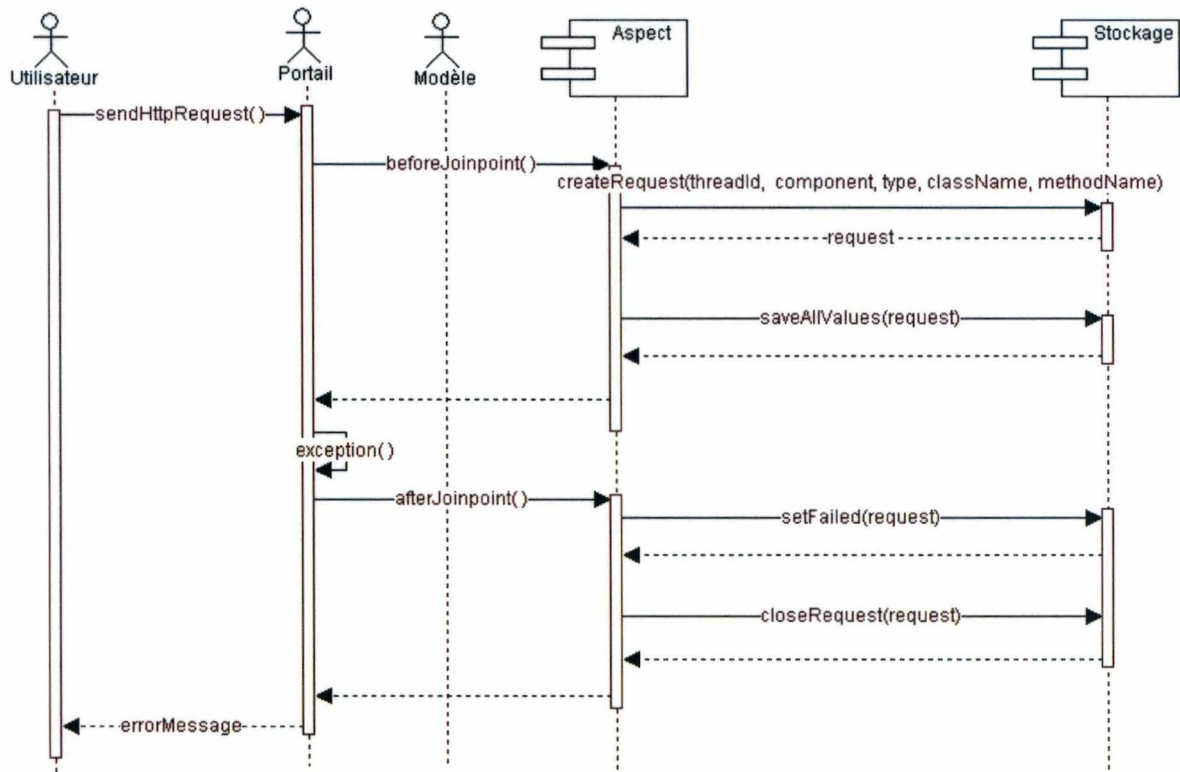 Utilisateur
Portail
Modèle
Aspect
Stockage
sendHttpRequest()
beforeJoinpoint()
createRequest(threadId, component, type, className, methodName)
request
saveAllValues(request)
exception()
afterJoinpoint()
setFailed(request)
closeRequest(request)
errorMessage